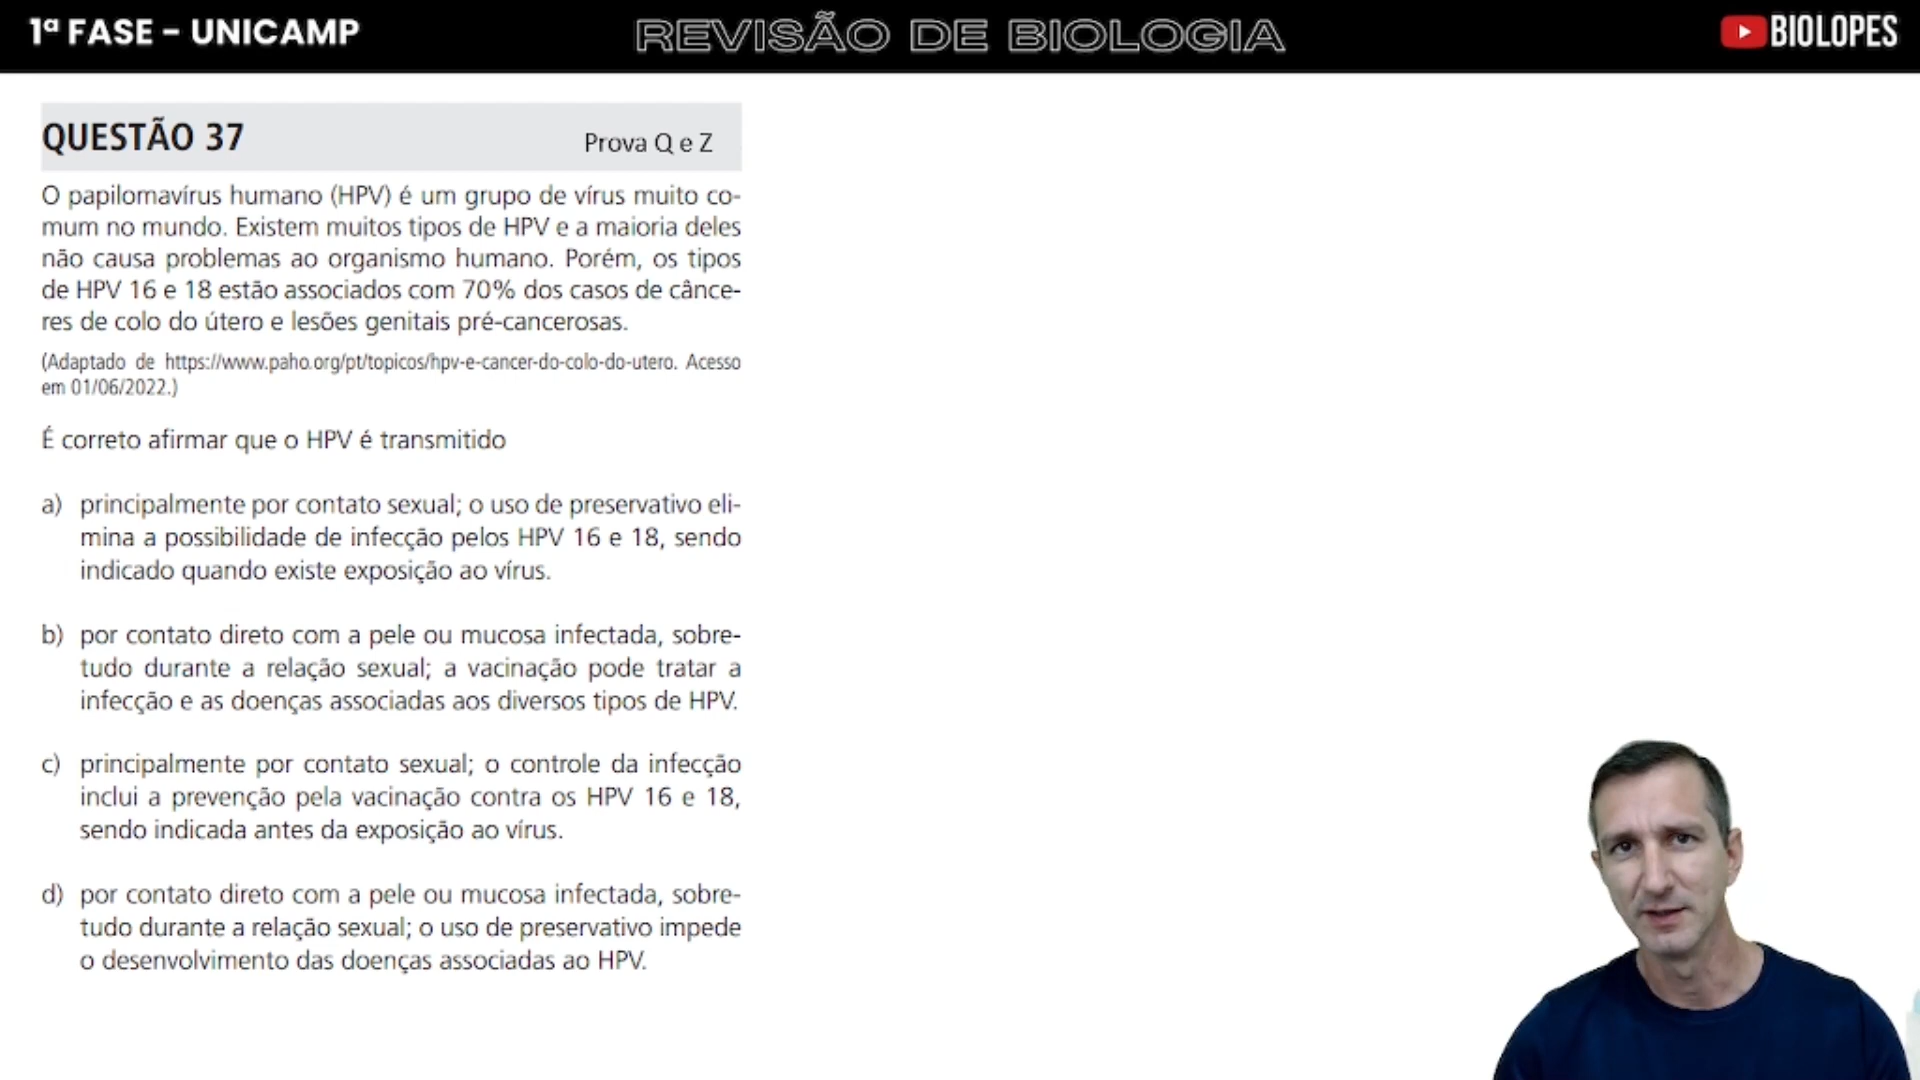 1ª FASE - UNICAMP
REVISÃO DE BIOLOGIA
BIOLOPES
QUESTÃO 37
Prova Q e Z
O papilomavírus humano (HPV) é um grupo de vírus muito co-
mum no mundo. Existem muitos tipos de HPV e a maioria deles
não causa problemas ao organismo humano. Porém, os tipos
de HPV 16 e 18 estão associados com 70% dos casos de cânce-
res de colo do útero e lesões genitais pré-cancerosas.
(Adaptado de https://www.paho.org/pt/topicos/hpv-e-cancer-do-colo-do-utero. Acesso
em 01/06/2022.)
É correto afirmar que o HPV é transmitido
a) principalmente por contato sexual; o uso de preservativo eli-
mina a possibilidade de infecção pelos HPV 16 e 18, sendo
indicado quando existe exposição ao vírus.
b) por contato direto com a pele ou mucosa infectada, sobre-
tudo durante a relação sexual; a vacinação pode tratar a
infecção e as doenças associadas aos diversos tipos de HPV.
c) principalmente por contato sexual; o controle da infecção
inclui a prevenção pela vacinação contra os HPV 16 e 18,
sendo indicada antes da exposição ao vírus.
d) por contato direto com a pele ou mucosa infectada, sobre-
tudo durante a relação sexual; o uso de preservativo impede
o desenvolvimento das doenças associadas ao HPV.